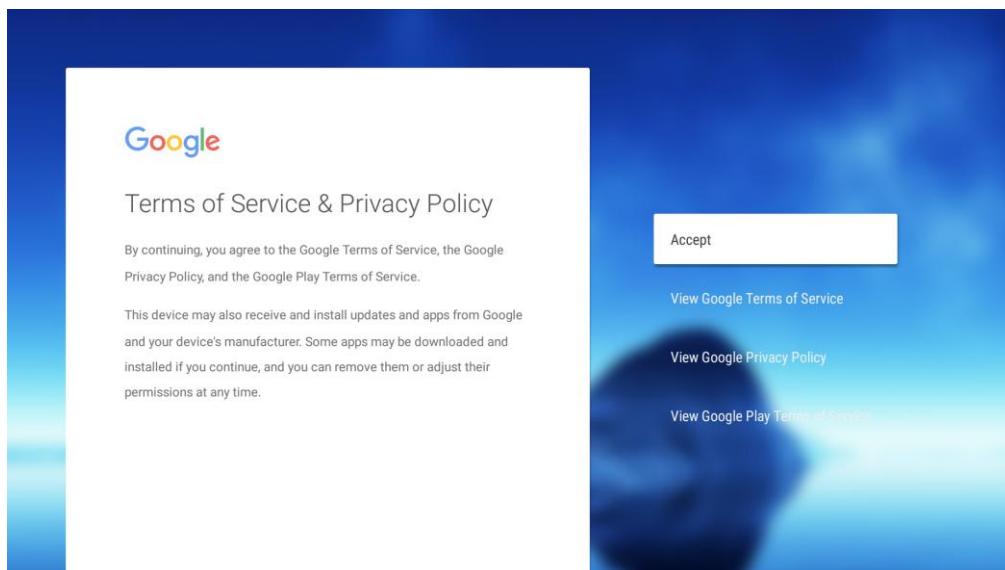 Google
Terms of Service & Privacy Policy
By continuing, you agree to the Google Terms of Service, the Google
Privacy Policy, and the Google Play Terms of Service.
This device may also receive and install updates and apps from Google
and your device's manufacturer. Some apps may be downloaded and
installed if you continue, and you can remove them or adjust their
permissions at any time.
Accept
View Google Terms of Service
View Google Privacy Policy
View Google Play Terms of Service